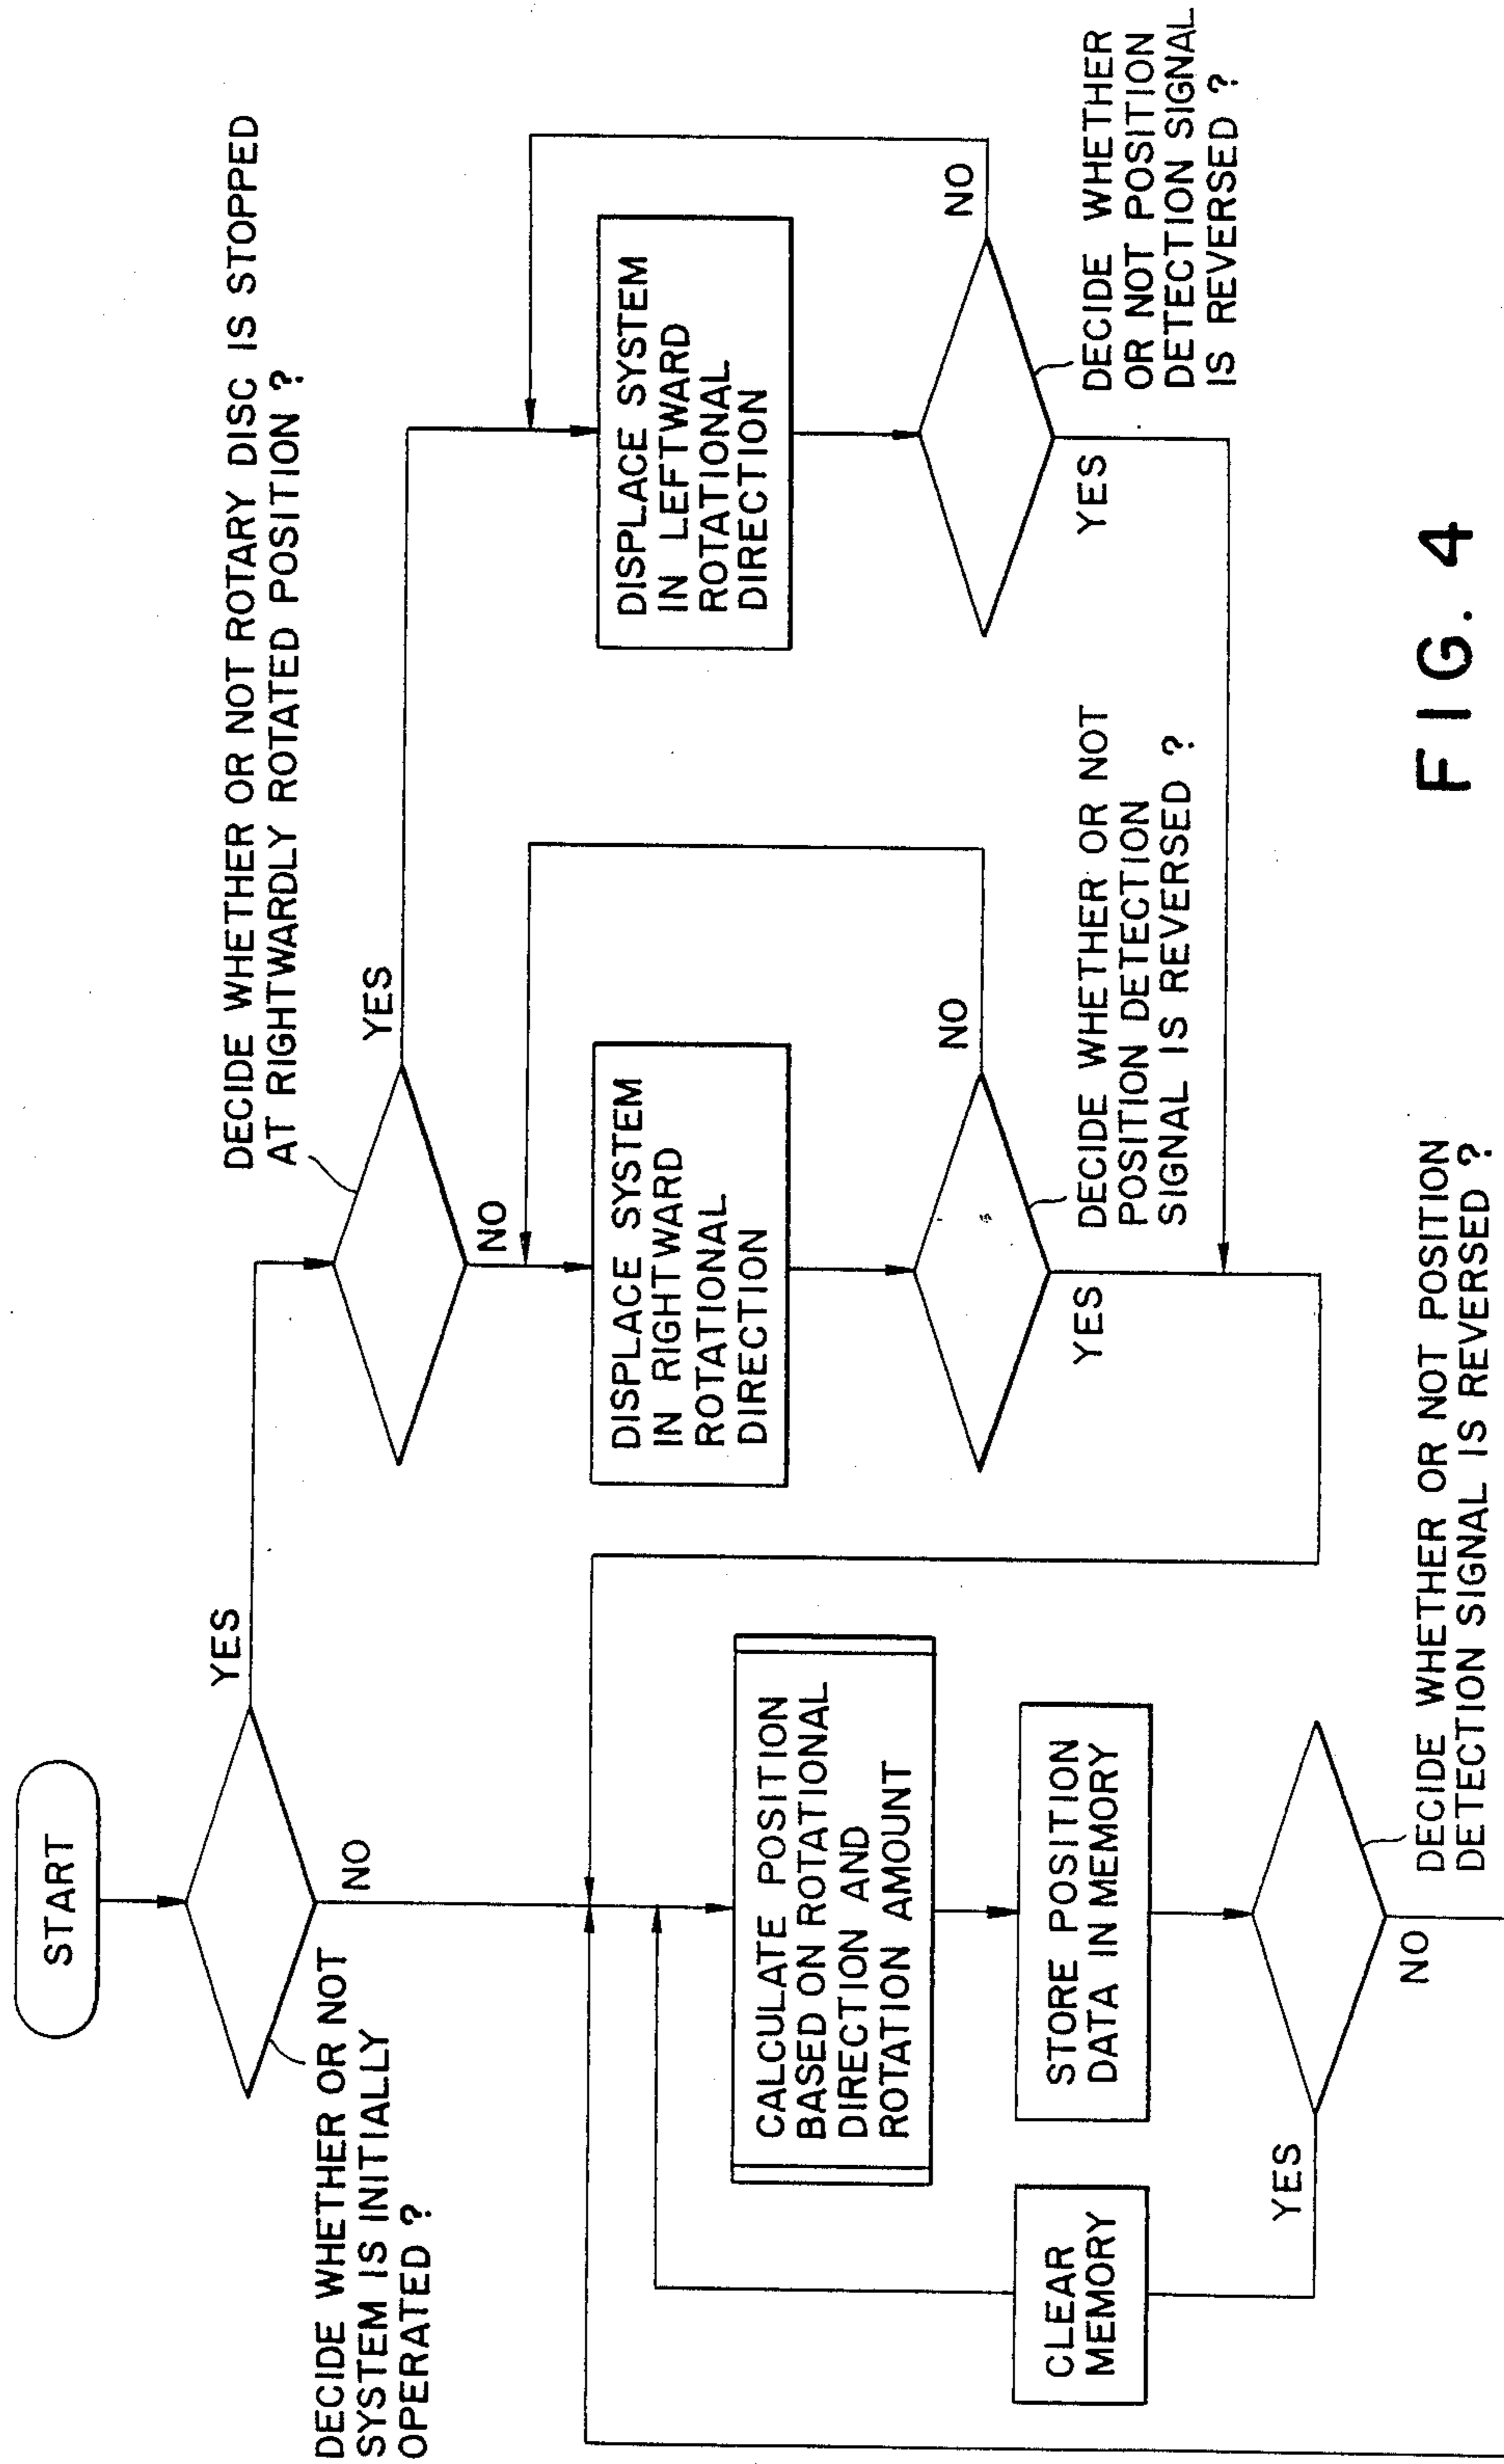 START
YES
DECIDE WHETHER OR NOT
SYSTEM IS INITIALLY
OPERATED ?
NO
DECIDE WHETHER OR NOT ROTARY DISC IS STOPPED
AT RIGHTWARDLY ROTATED POSITION ?
YES
NO
DISPLACE SYSTEM
IN RIGHTWARD
ROTATIONAL
DIRECTION
NO
YES
DECIDE WHETHER OR NOT
POSITION DETECTION
SIGNAL IS REVERSED ?
DISPLACE SYSTEM
IN LEFTWARD
ROTATIONAL
DIRECTION
NO
YES
DECIDE WHETHER
OR NOT POSITION
DETECTION SIGNAL
IS REVERSED ?
CALCULATE POSITION
BASED ON ROTATIONAL
DIRECTION AND
ROTATION AMOUNT
STORE POSITION
DATA IN MEMORY
CLEAR
MEMORY
YES
NO
DECIDE WHETHER OR NOT POSITION
DETECTION SIGNAL IS REVERSED ?
FIG. 4